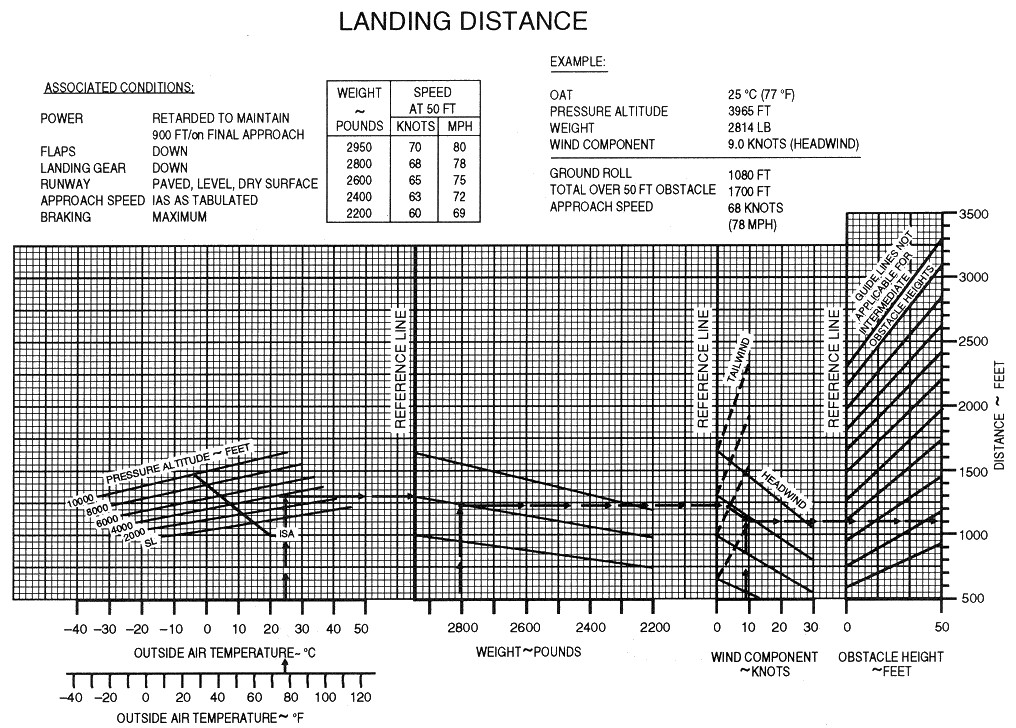 LANDING DISTANCE
ASSOCIATED CONDITIONS:
POWER RETARDED TO MAINTAIN
900 FT/on FINAL APPROACH
FLAPS DOWN
LANDING GEAR DOWN
RUNWAY PAVED, LEVEL, DRY SURFACE
APPROACH SPEED IAS AS TABULATED
BRAKING MAXIMUM
WEIGHT SPEED
~ AT 50 FT
POUNDS KNOTS MPH
2950 70 80
2800 68 78
2600 65 75
2400 63 72
2200 60 69
EXAMPLE:
OAT 25 °C (77 °F)
PRESSURE ALTITUDE 3965 FT
WEIGHT 2814 LB
WIND COMPONENT 9.0 KNOTS (HEADWIND)
GROUND ROLL 1080 FT
TOTAL OVER 50 FT OBSTACLE 1700 FT
APPROACH SPEED 68 KNOTS
(78 MPH)
PRESSURE ALTITUDE ~ FEET
10000
8000
6000
4000
2000
SL
ISA
REFERENCE LINE
REFERENCE LINE
TAILWIND
HEADWIND
REFERENCE LINE
GUIDE LINES NOT
APPLICABLE FOR
INTERMEDIATE
OBSTACLE HEIGHTS
3500
3000
2500
2000
1500
1000
500
DISTANCE ~ FEET
-40 -30 -20 -10 0 10 20 30 40 50
OUTSIDE AIR TEMPERATURE~ °C
-40 -20 0 20 40 60 80 100 120
OUTSIDE AIR TEMPERATURE~ °F
2800 2600 2400 2200
WEIGHT~POUNDS
0 10 20 30
WIND COMPONENT
~KNOTS
0 50
OBSTACLE HEIGHT
~FEET